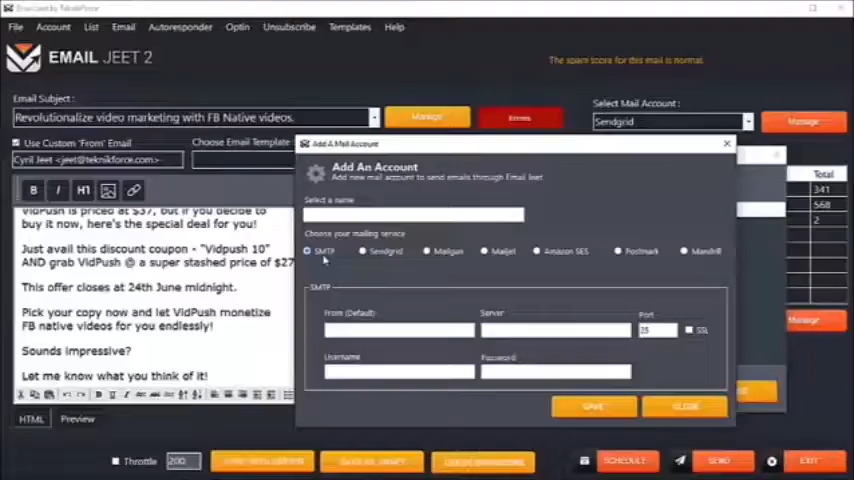 File Account List Email Autoresponder Optin Unsubscribe Templates Help
EMAIL JEET 2
The spam score for this mail is normal.
Email Subject :
Revolutionalize video marketing with FB Native videos.
Manage
Errors
Select Mail Account :
Sendgrid
Manage
Use Custom 'From' Email
Choose Email Template
Cyril Jeet <jeet@teknikforce.com>
B I H1
VidPush is priced at $37, but if you decide to
buy it now, here's the special deal for you!
Just avail this discount coupon - "Vidpush 10"
AND grab VidPush @ a super stashed price of $27
This offer closes at 24th June midnight.
Pick your copy now and let VidPush monetize
FB native videos for you endlessly!
Sounds impressive?
Let me know what you think of it!
HTML Preview
Add A Mail Account
Add An Account
Add new mail account to send emails through Email Jeet
Select a name
Choose your mailing service
SMTP Sendgrid Mailgun Mailjet Amazon SES Postmark Mandrill
SMTP
From (Default) Server Port
25 SSL
Username Password
SAVE CLOSE
Total
341
568
2
Manage
Throttle 200
SCHEDULE SEND EXIT